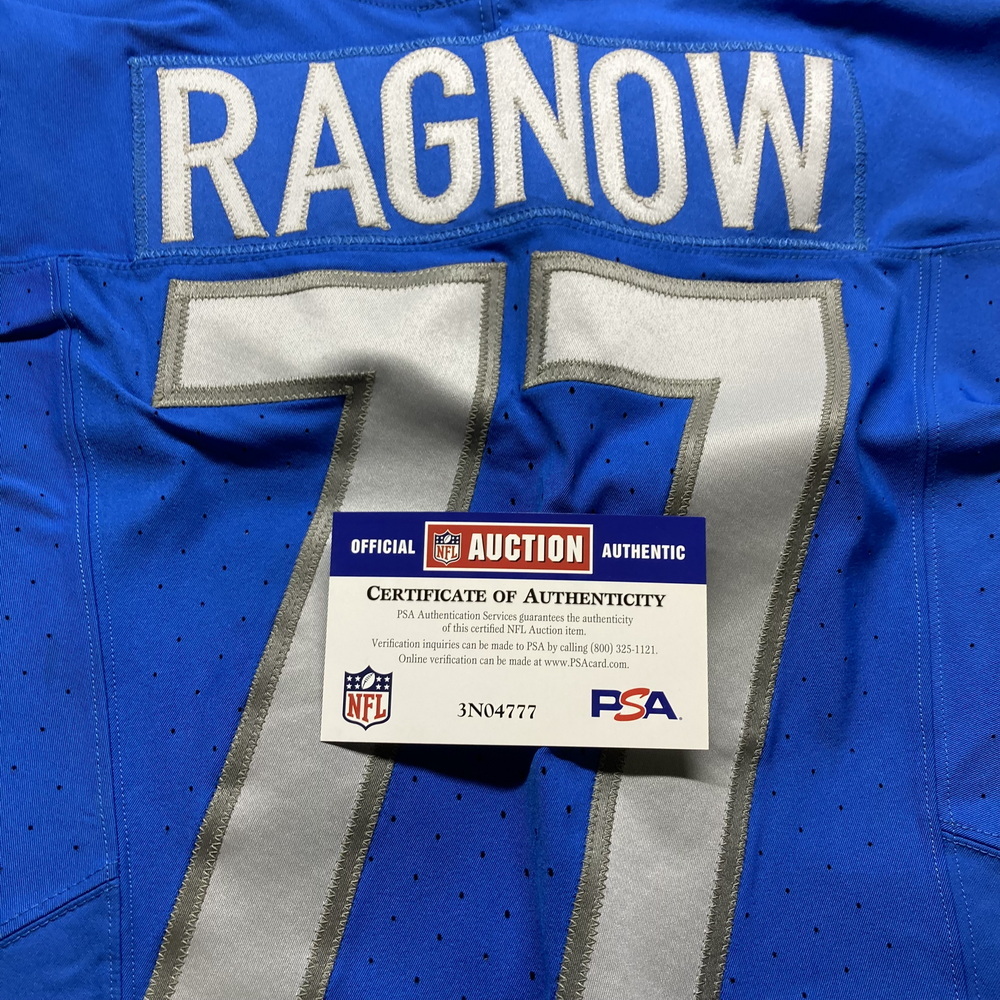 RAGNOW
77
OFFICIAL NFL AUCTION AUTHENTIC
CERTIFICATE OF AUTHENTICITY
PSA Authentication Services guarantees the authenticity
of this certified NFL Auction item.
Verification inquiries can be made to PSA by calling (800) 325-1121.
Online verification can be made at www.PSAcard.com.
NFL 3N04777 PSA